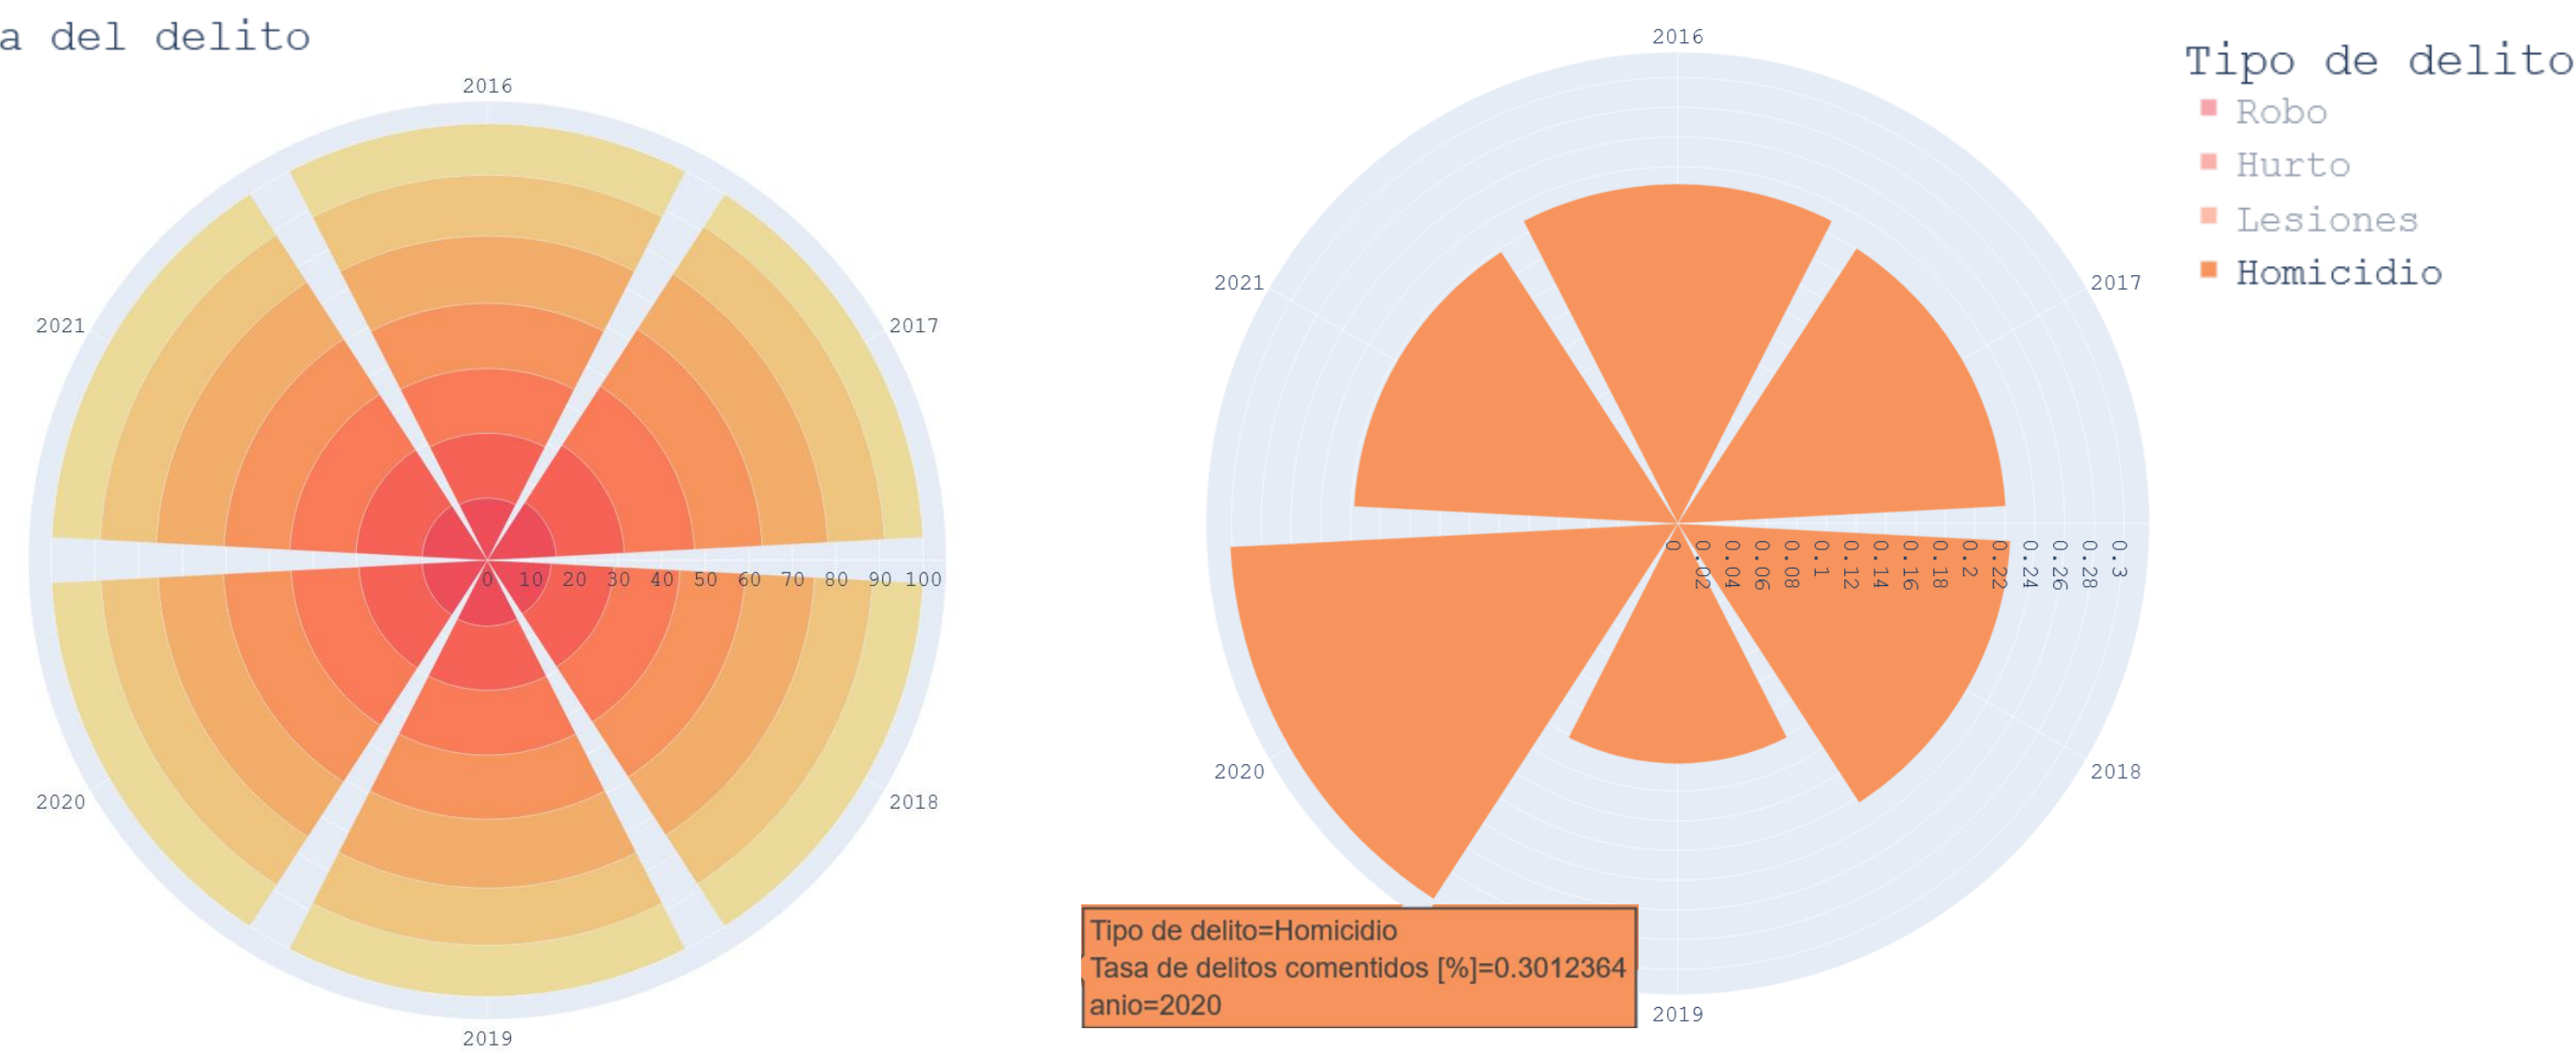 a del delito
2016
2017
2018
2019
2020
2021
0 10 20 30 40 50 60 70 80 90 100
2016
2017
2018
2019
2020
2021
0 0.02 0.04 0.06 0.08 0.1 0.12 0.14 0.16 0.18 0.2 0.22 0.24 0.26 0.28 0.3
Tipo de delito=Homicidio
Tasa de delitos comentidos [%]=0.3012364
anio=2020
Tipo de delito
Robo
Hurto
Lesiones
Homicidio